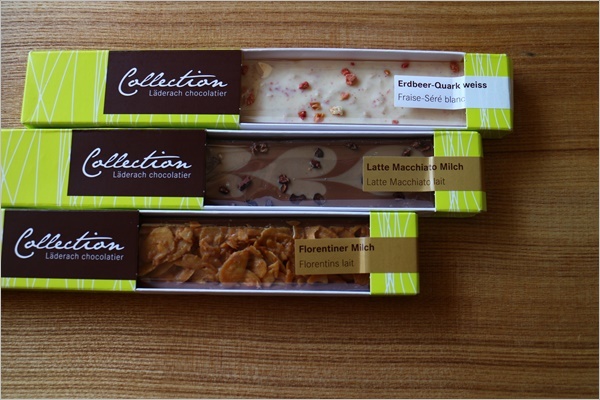 Collection
Läderach chocolatier
Erdbeer-Quark weiss
Fraise-Séré blanc
Collection
Läderach chocolatier
Latte Macchiato Milch
Latte Macchiato lait
Collection
Läderach chocolatier
Florentiner Milch
Florentins lait